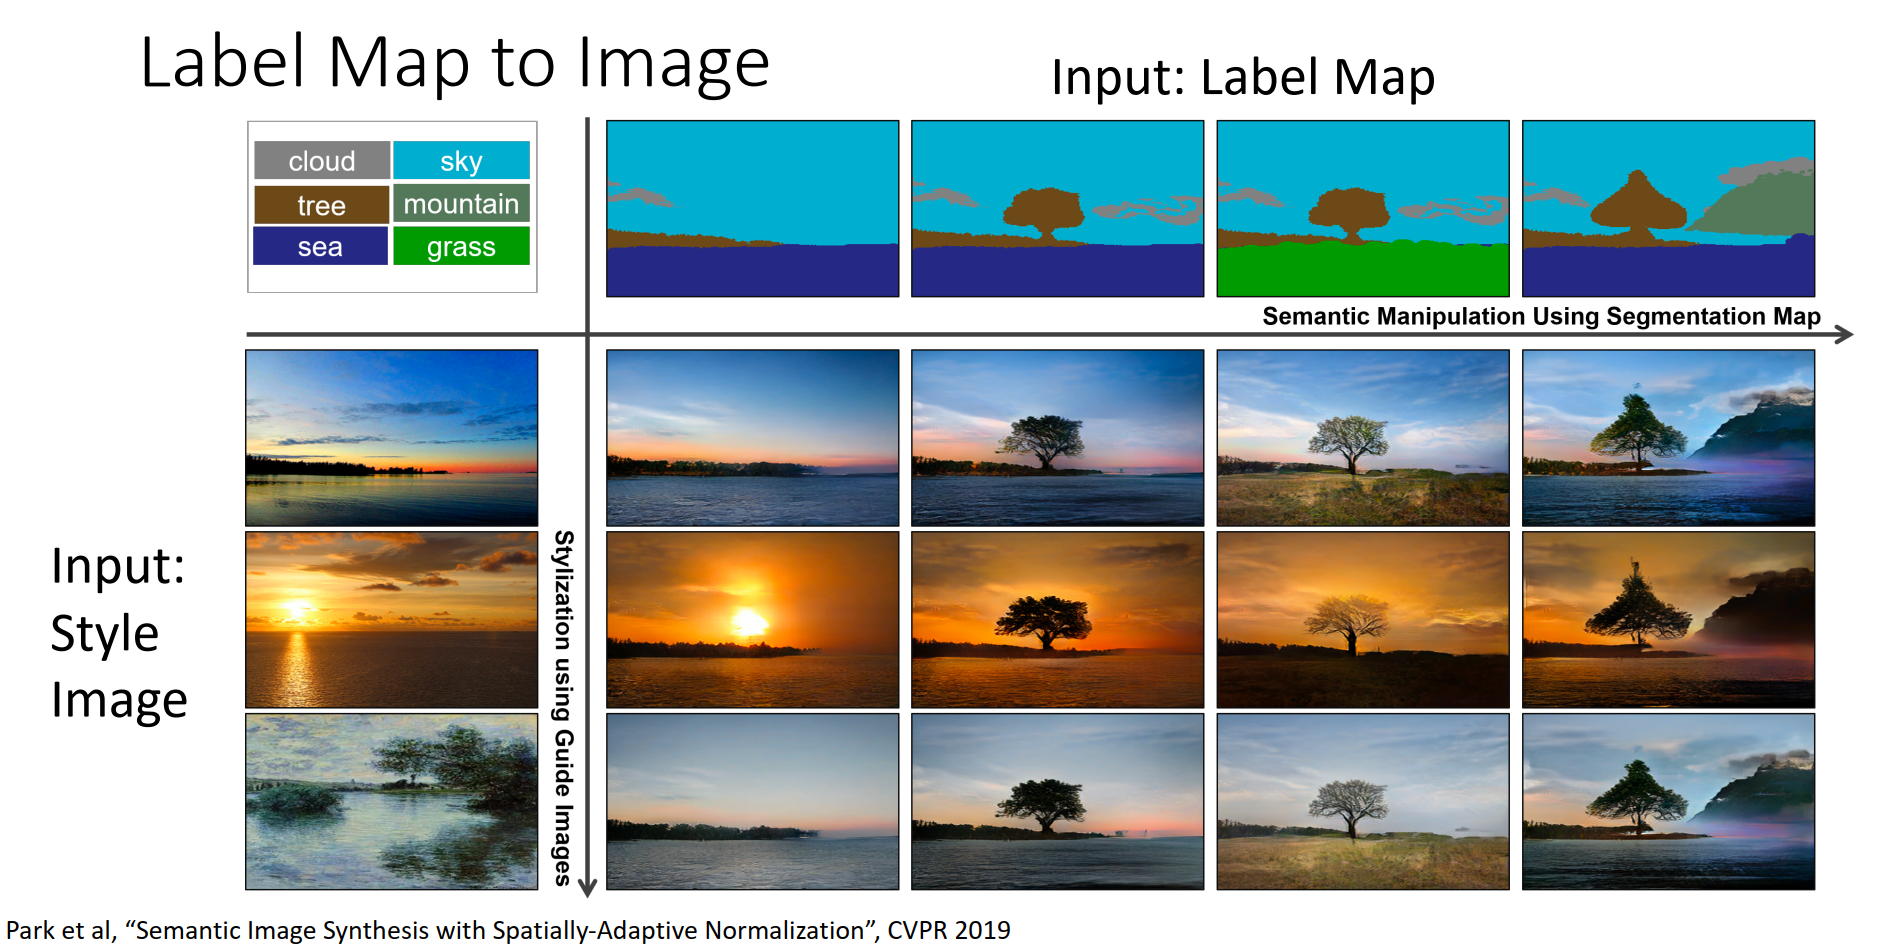 Label Map to Image
Input: Label Map
cloud sky
tree mountain
sea grass
Semantic Manipulation Using Segmentation Map
Stylization using Guide Images
Input:
Style
Image
Park et al, “Semantic Image Synthesis with Spatially-Adaptive Normalization”, CVPR 2019